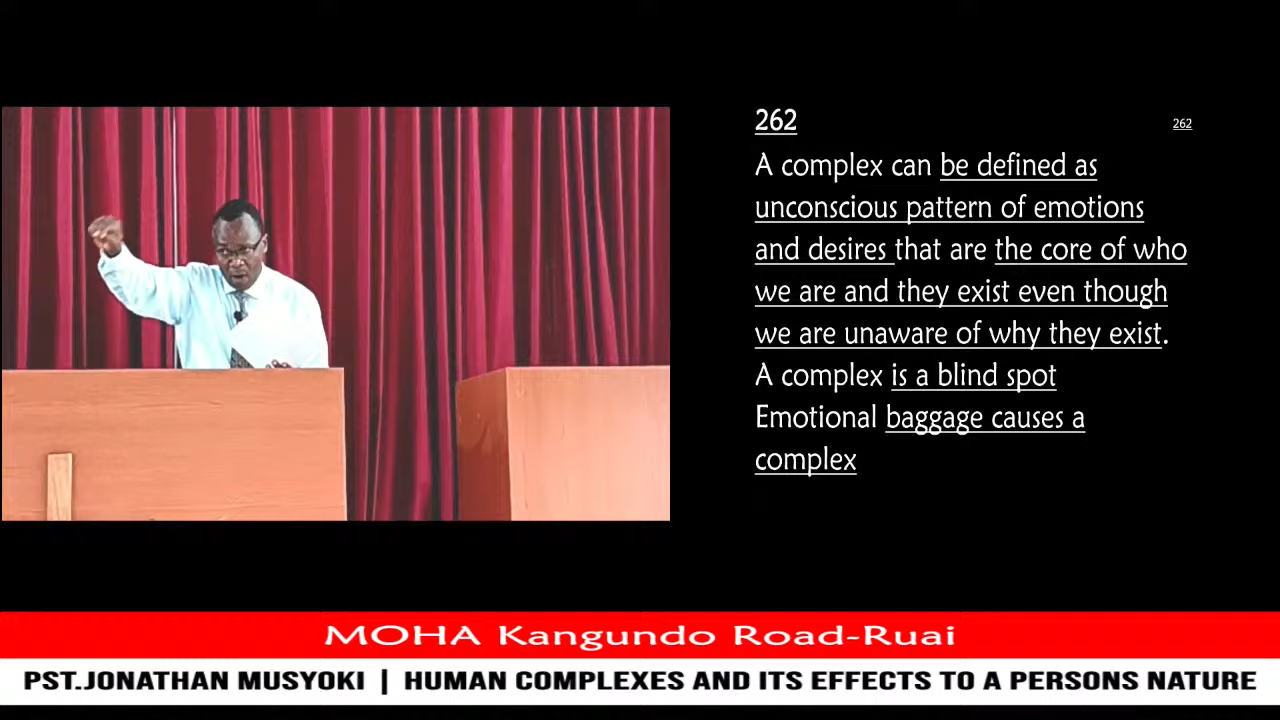 262
262
A complex can be defined as
unconscious pattern of emotions
and desires that are the core of who
we are and they exist even though
we are unaware of why they exist.
A complex is a blind spot
Emotional baggage causes a
complex
MOHA Kangundo Road-Ruai
PST.JONATHAN MUSYOKI | HUMAN COMPLEXES AND ITS EFFECTS TO A PERSONS NATURE